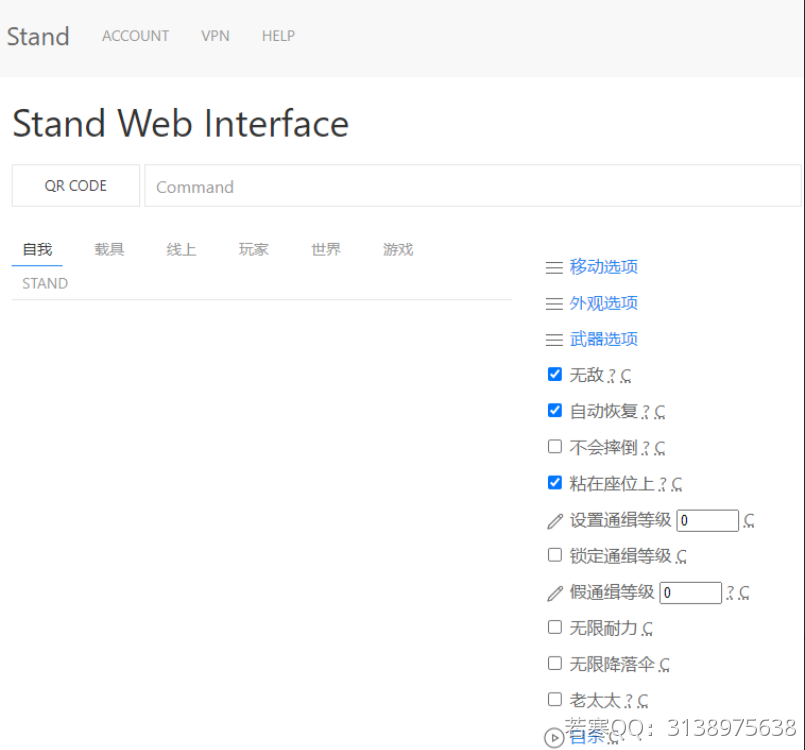 Stand ACCOUNT VPN HELP
Stand Web Interface
QR CODE Command
自我 载具 线上 玩家 世界 游戏
STAND
移动选项
外观选项
武器选项
无敌 ? C
自动恢复 ? C
不会摔倒 ? C
粘在座位上 ? C
设置通缉等级 0 C
锁定通缉等级 C
假通缉等级 0 ? C
无限耐力 C
无限降落伞 C
老太太 ? C
自杀 C
若寒QQ：3138975638